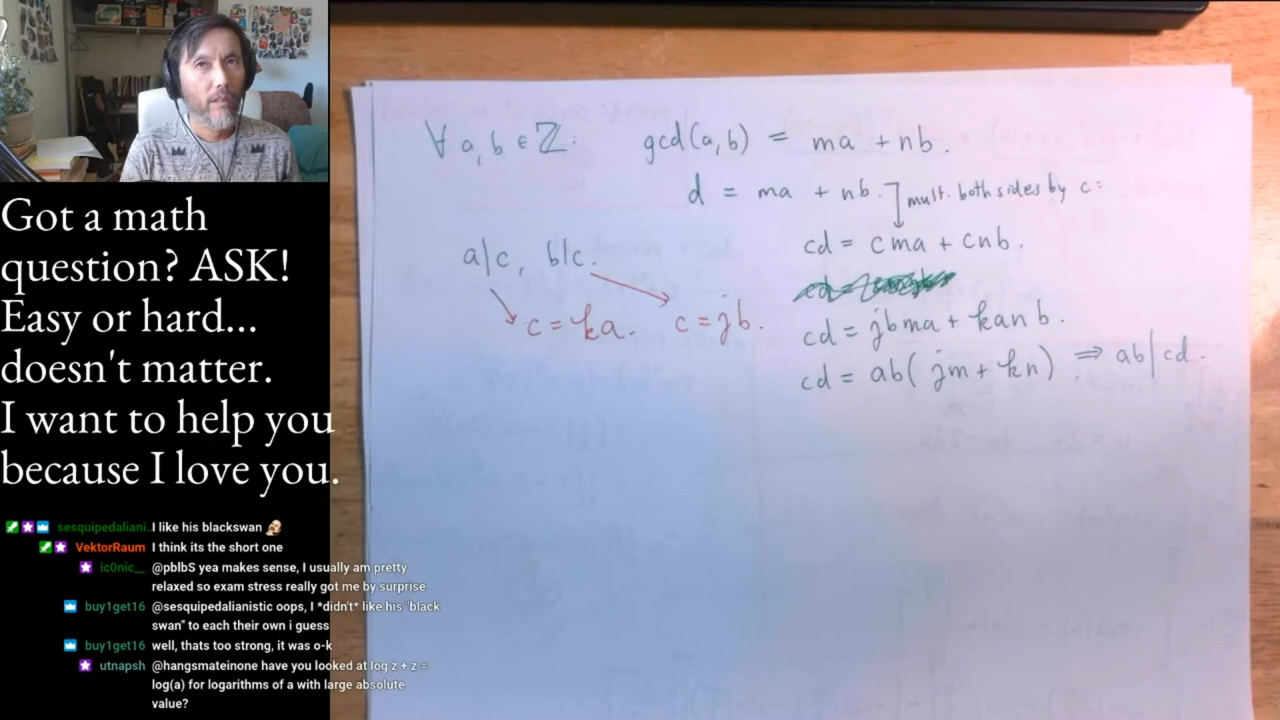 Got a math
question? ASK!
Easy or hard...
doesn't matter.
I want to help you
because I love you.
sesquipedaliani.. I like his blackswan
VektorRaum I think its the short one
ic0nic__ @pblbS yea makes sense, I usually am pretty
relaxed so exam stress really got me by surprise
buy1get16 @sesquipedalianistic oops, I *didn't* like his "black
swan" to each their own i guess
buy1get16 well, thats too strong, it was o-k
utnapsh @hangsmateinone have you looked at log z + z =
log(a) for logarithms of a with large absolute
value?
∀ a, b ∈ ℤ: gcd(a, b) = ma + nb.
d = ma + nb. mult. both sides by c:
cd = cma + cnb.
a|c, b|c.
c = ka. c = jb.
cd = jbma + kanb.
cd = ab(jm + kn). ⇒ ab|cd.